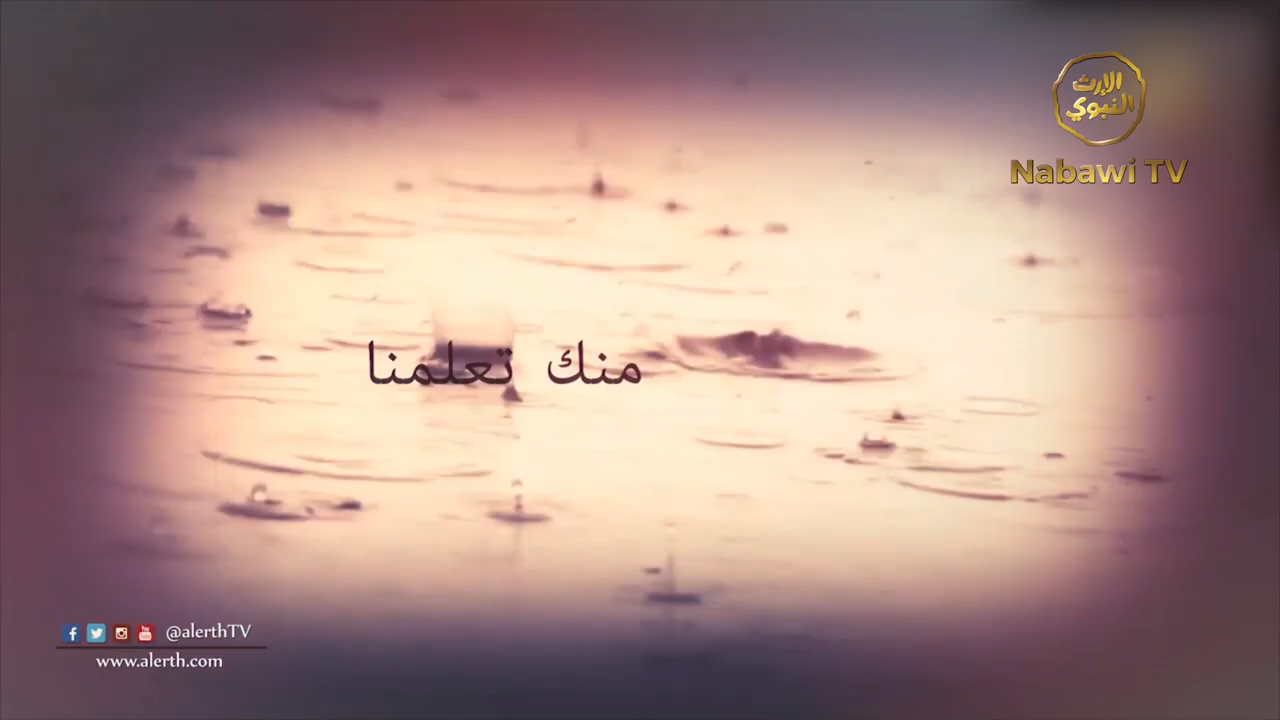 الإرث
النبوي
Nabawi TV
منك تعلمنا
@alerthTV
www.alerth.com